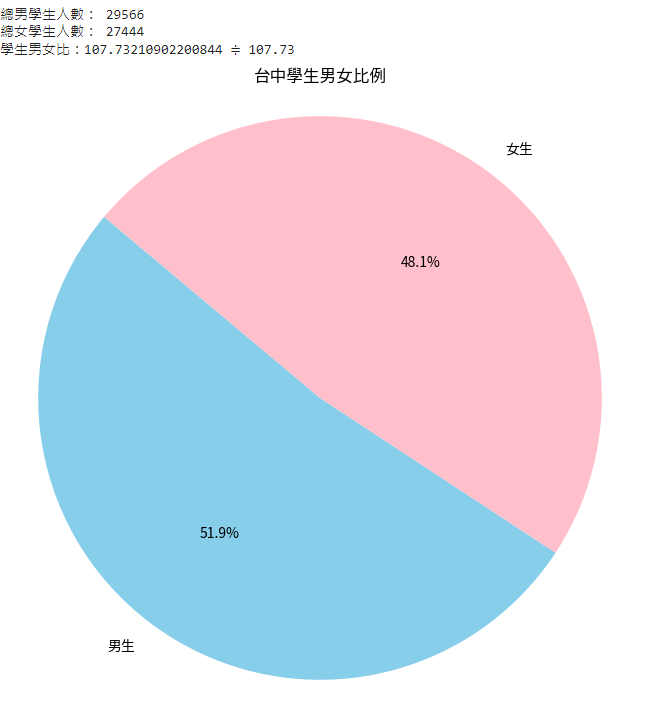 總男學生人數： 29566
總女學生人數： 27444
學生男女比：107.73210902200844 ≑ 107.73
台中學生男女比例
女生
48.1%
51.9%
男生